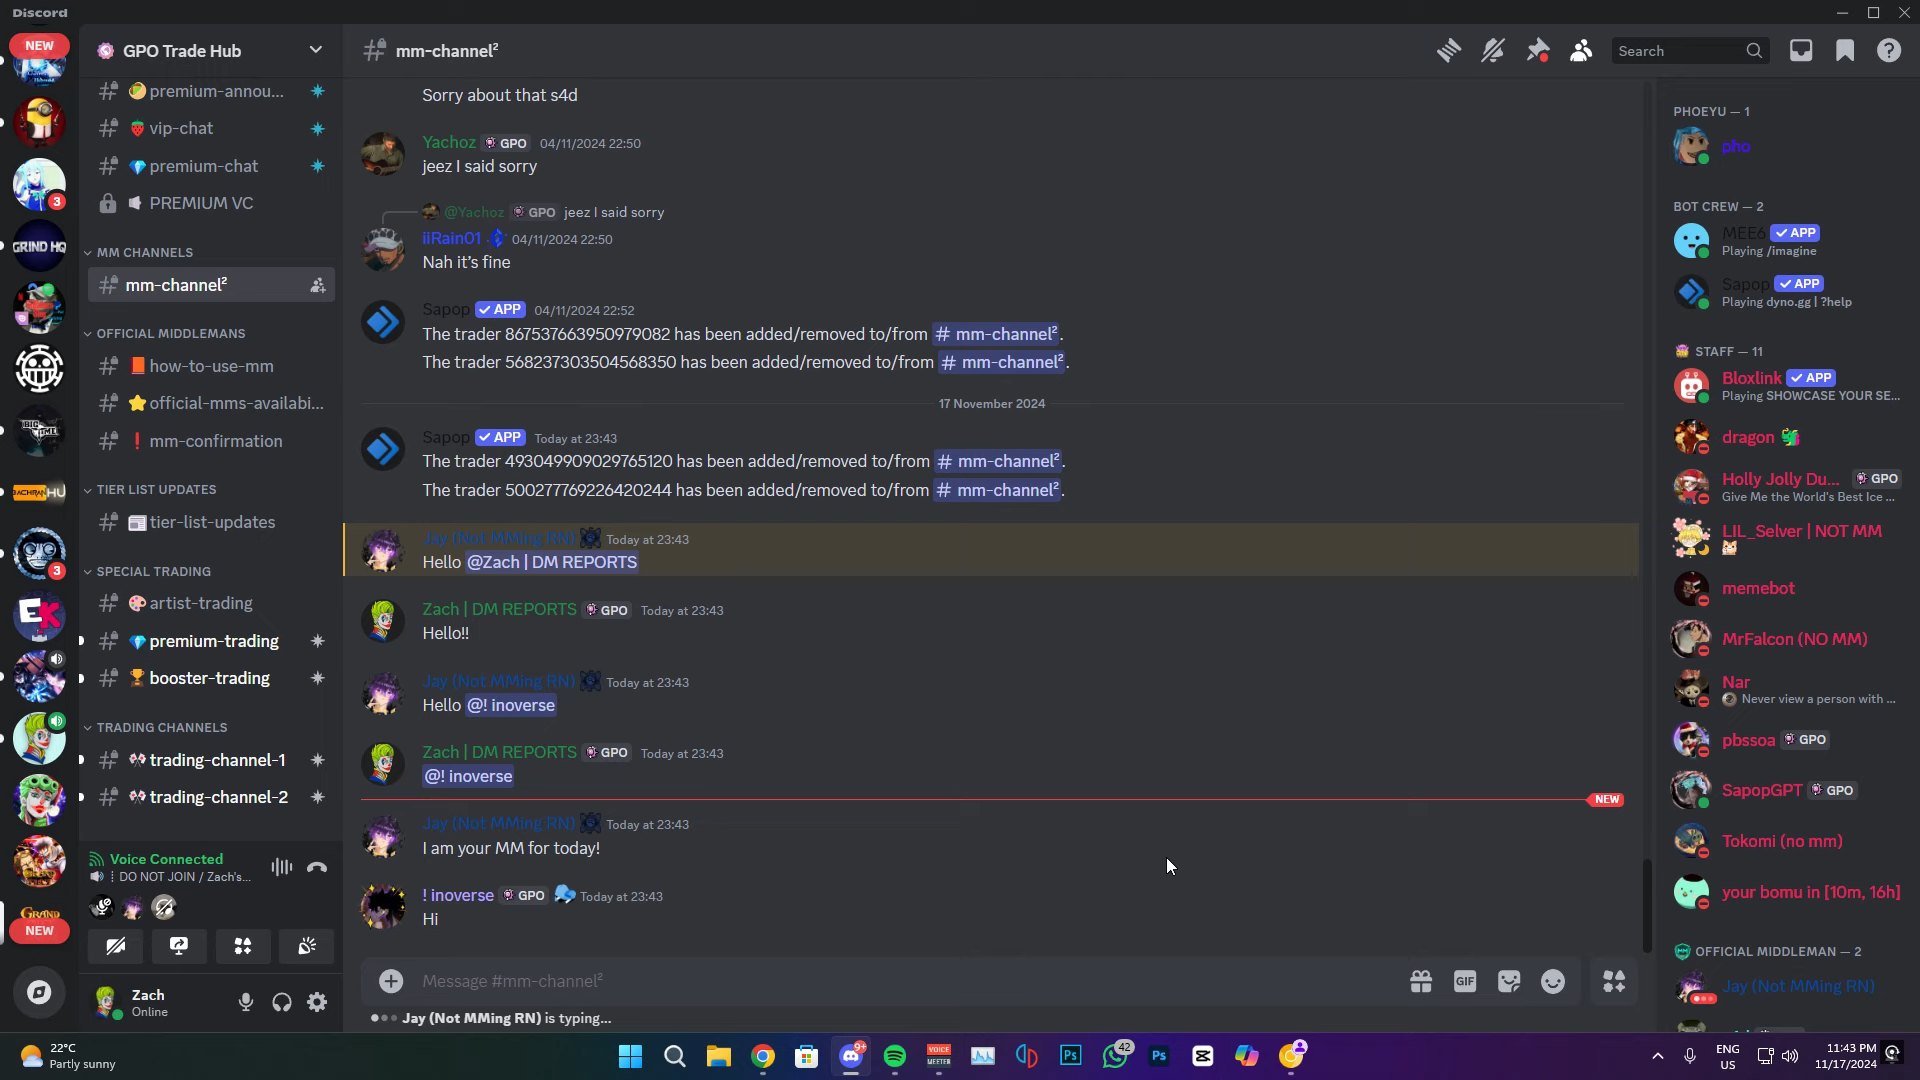 Discord
NEW
GPO Trade Hub
mm-channel²
Search
premium-annou...
vip-chat
premium-chat
PREMIUM VC
MM CHANNELS
mm-channel²
OFFICIAL MIDDLEMANS
how-to-use-mm
official-mms-availabi...
mm-confirmation
TIER LIST UPDATES
tier-list-updates
SPECIAL TRADING
artist-trading
premium-trading
booster-trading
TRADING CHANNELS
trading-channel-1
trading-channel-2
3
GRIND HQ
3
EK
NEW
Voice Connected
DO NOT JOIN / Zach's...
Zach
Online
Sorry about that s4d
Yachoz GPO 04/11/2024 22:50
jeez I said sorry
@Yachoz GPO jeez I said sorry
iiRain01 04/11/2024 22:50
Nah it's fine
Sapop ✓ APP 04/11/2024 22:52
The trader 867537663950979082 has been added/removed to/from # mm-channel².
The trader 568237303504568350 has been added/removed to/from # mm-channel².
17 November 2024
Sapop ✓ APP Today at 23:43
The trader 493049909029765120 has been added/removed to/from # mm-channel².
The trader 500277769226420244 has been added/removed to/from # mm-channel².
Jay (Not MMing RN) Today at 23:43
Hello @Zach | DM REPORTS
Zach | DM REPORTS GPO Today at 23:43
Hello!!
Jay (Not MMing RN) Today at 23:43
Hello @! inoverse
Zach | DM REPORTS GPO Today at 23:43
@! inoverse
NEW
Jay (Not MMing RN) Today at 23:43
I am your MM for today!
! inoverse GPO Today at 23:43
Hi
Message #mm-channel²
GIF
Jay (Not MMing RN) is typing...
PHOEYU — 1
pho
BOT CREW — 2
MEE6 ✓ APP
Playing /imagine
Sapop ✓ APP
Playing dyno.gg | ?help
STAFF — 11
Bloxlink ✓ APP
Playing SHOWCASE YOUR SE...
dragon
Holly Jolly Du... GPO
Give Me the World's Best Ice ...
LIL_Selver | NOT MM
memebot
MrFalcon (NO MM)
Nar
Never view a person with ...
pbssoa GPO
SapopGPT GPO
Tokomi (no mm)
your bomu in [10m, 16h]
OFFICIAL MIDDLEMAN — 2
Jay (Not MMing RN)
22°C
Partly sunny
9+
VOICE
MEETER
Ps
42
Ps
ENG
US
11:43 PM
11/17/2024